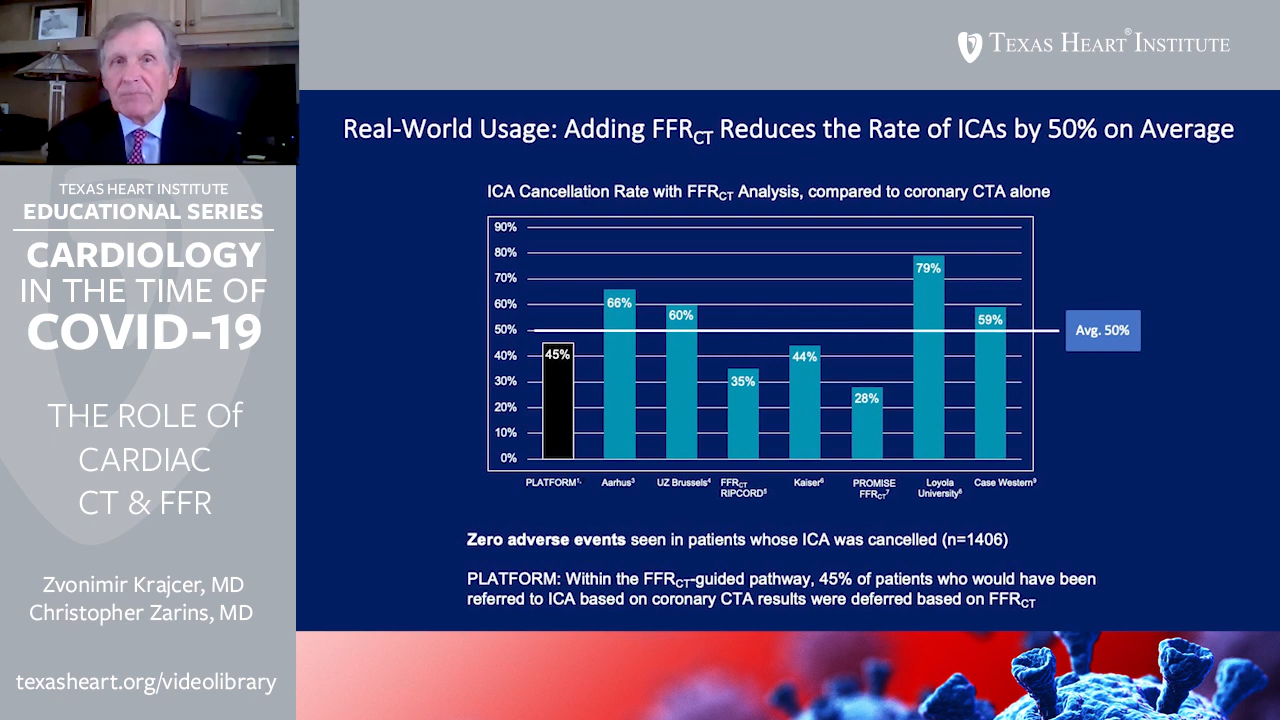 TEXAS HEART® INSTITUTE
TEXAS HEART INSTITUTE
EDUCATIONAL SERIES
CARDIOLOGY
IN THE TIME OF
COVID-19
THE ROLE Of
CARDIAC
CT & FFR
Zvonimir Krajcer, MD
Christopher Zarins, MD
texasheart.org/videolibrary
Real-World Usage: Adding FFRCT Reduces the Rate of ICAs by 50% on Average
ICA Cancellation Rate with FFRCT Analysis, compared to coronary CTA alone
90%
80%
70%
60%
50%
40%
30%
20%
10%
0%
45%
66%
60%
35%
44%
28%
79%
59%
Avg. 50%
PLATFORM1,
Aarhus3
UZ Brussels4
FFRCT
RIPCORD5
Kaiser6
PROMISE
FFRCT7
Loyola
University8
Case Western9
Zero adverse events seen in patients whose ICA was cancelled (n=1406)
PLATFORM: Within the FFRCT-guided pathway, 45% of patients who would have been
referred to ICA based on coronary CTA results were deferred based on FFRCT